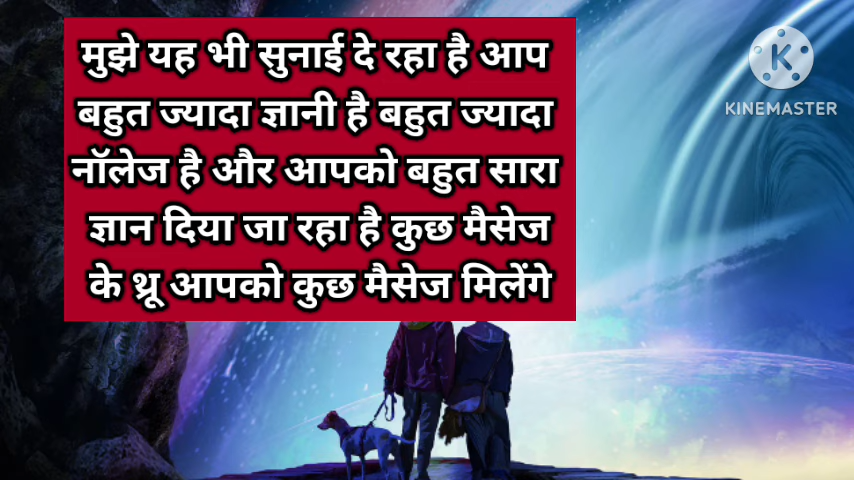 मुझे यह भी सुनाई दे रहा है आप
बहुत ज्यादा ज्ञानी है बहुत ज्यादा
नॉलेज है और आपको बहुत सारा
ज्ञान दिया जा रहा है कुछ मैसेज
के थ्रू आपको कुछ मैसेज मिलेंगे
K
KINEMASTER